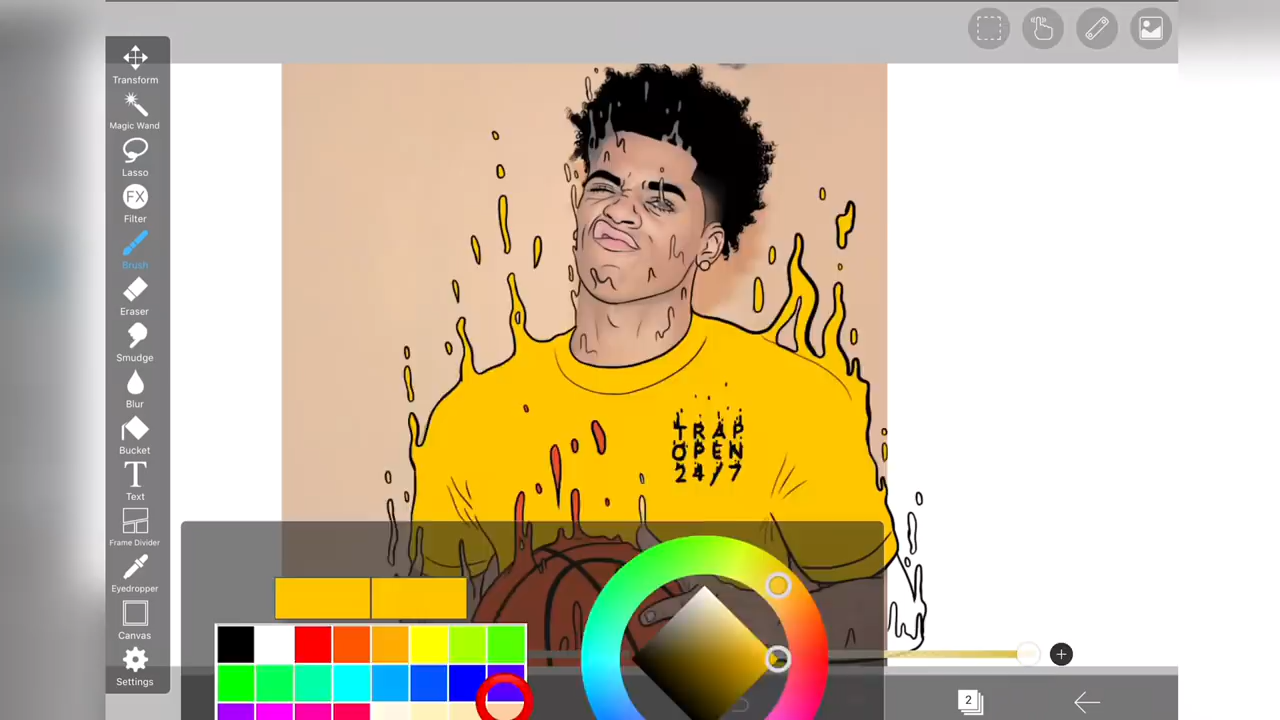 Transform
Magic Wand
Lasso
FX
Filter
Brush
Eraser
Smudge
Blur
Bucket
T
Text
Frame Divider
Eyedropper
Canvas
Settings
TRAP
OPEN
24/7
2